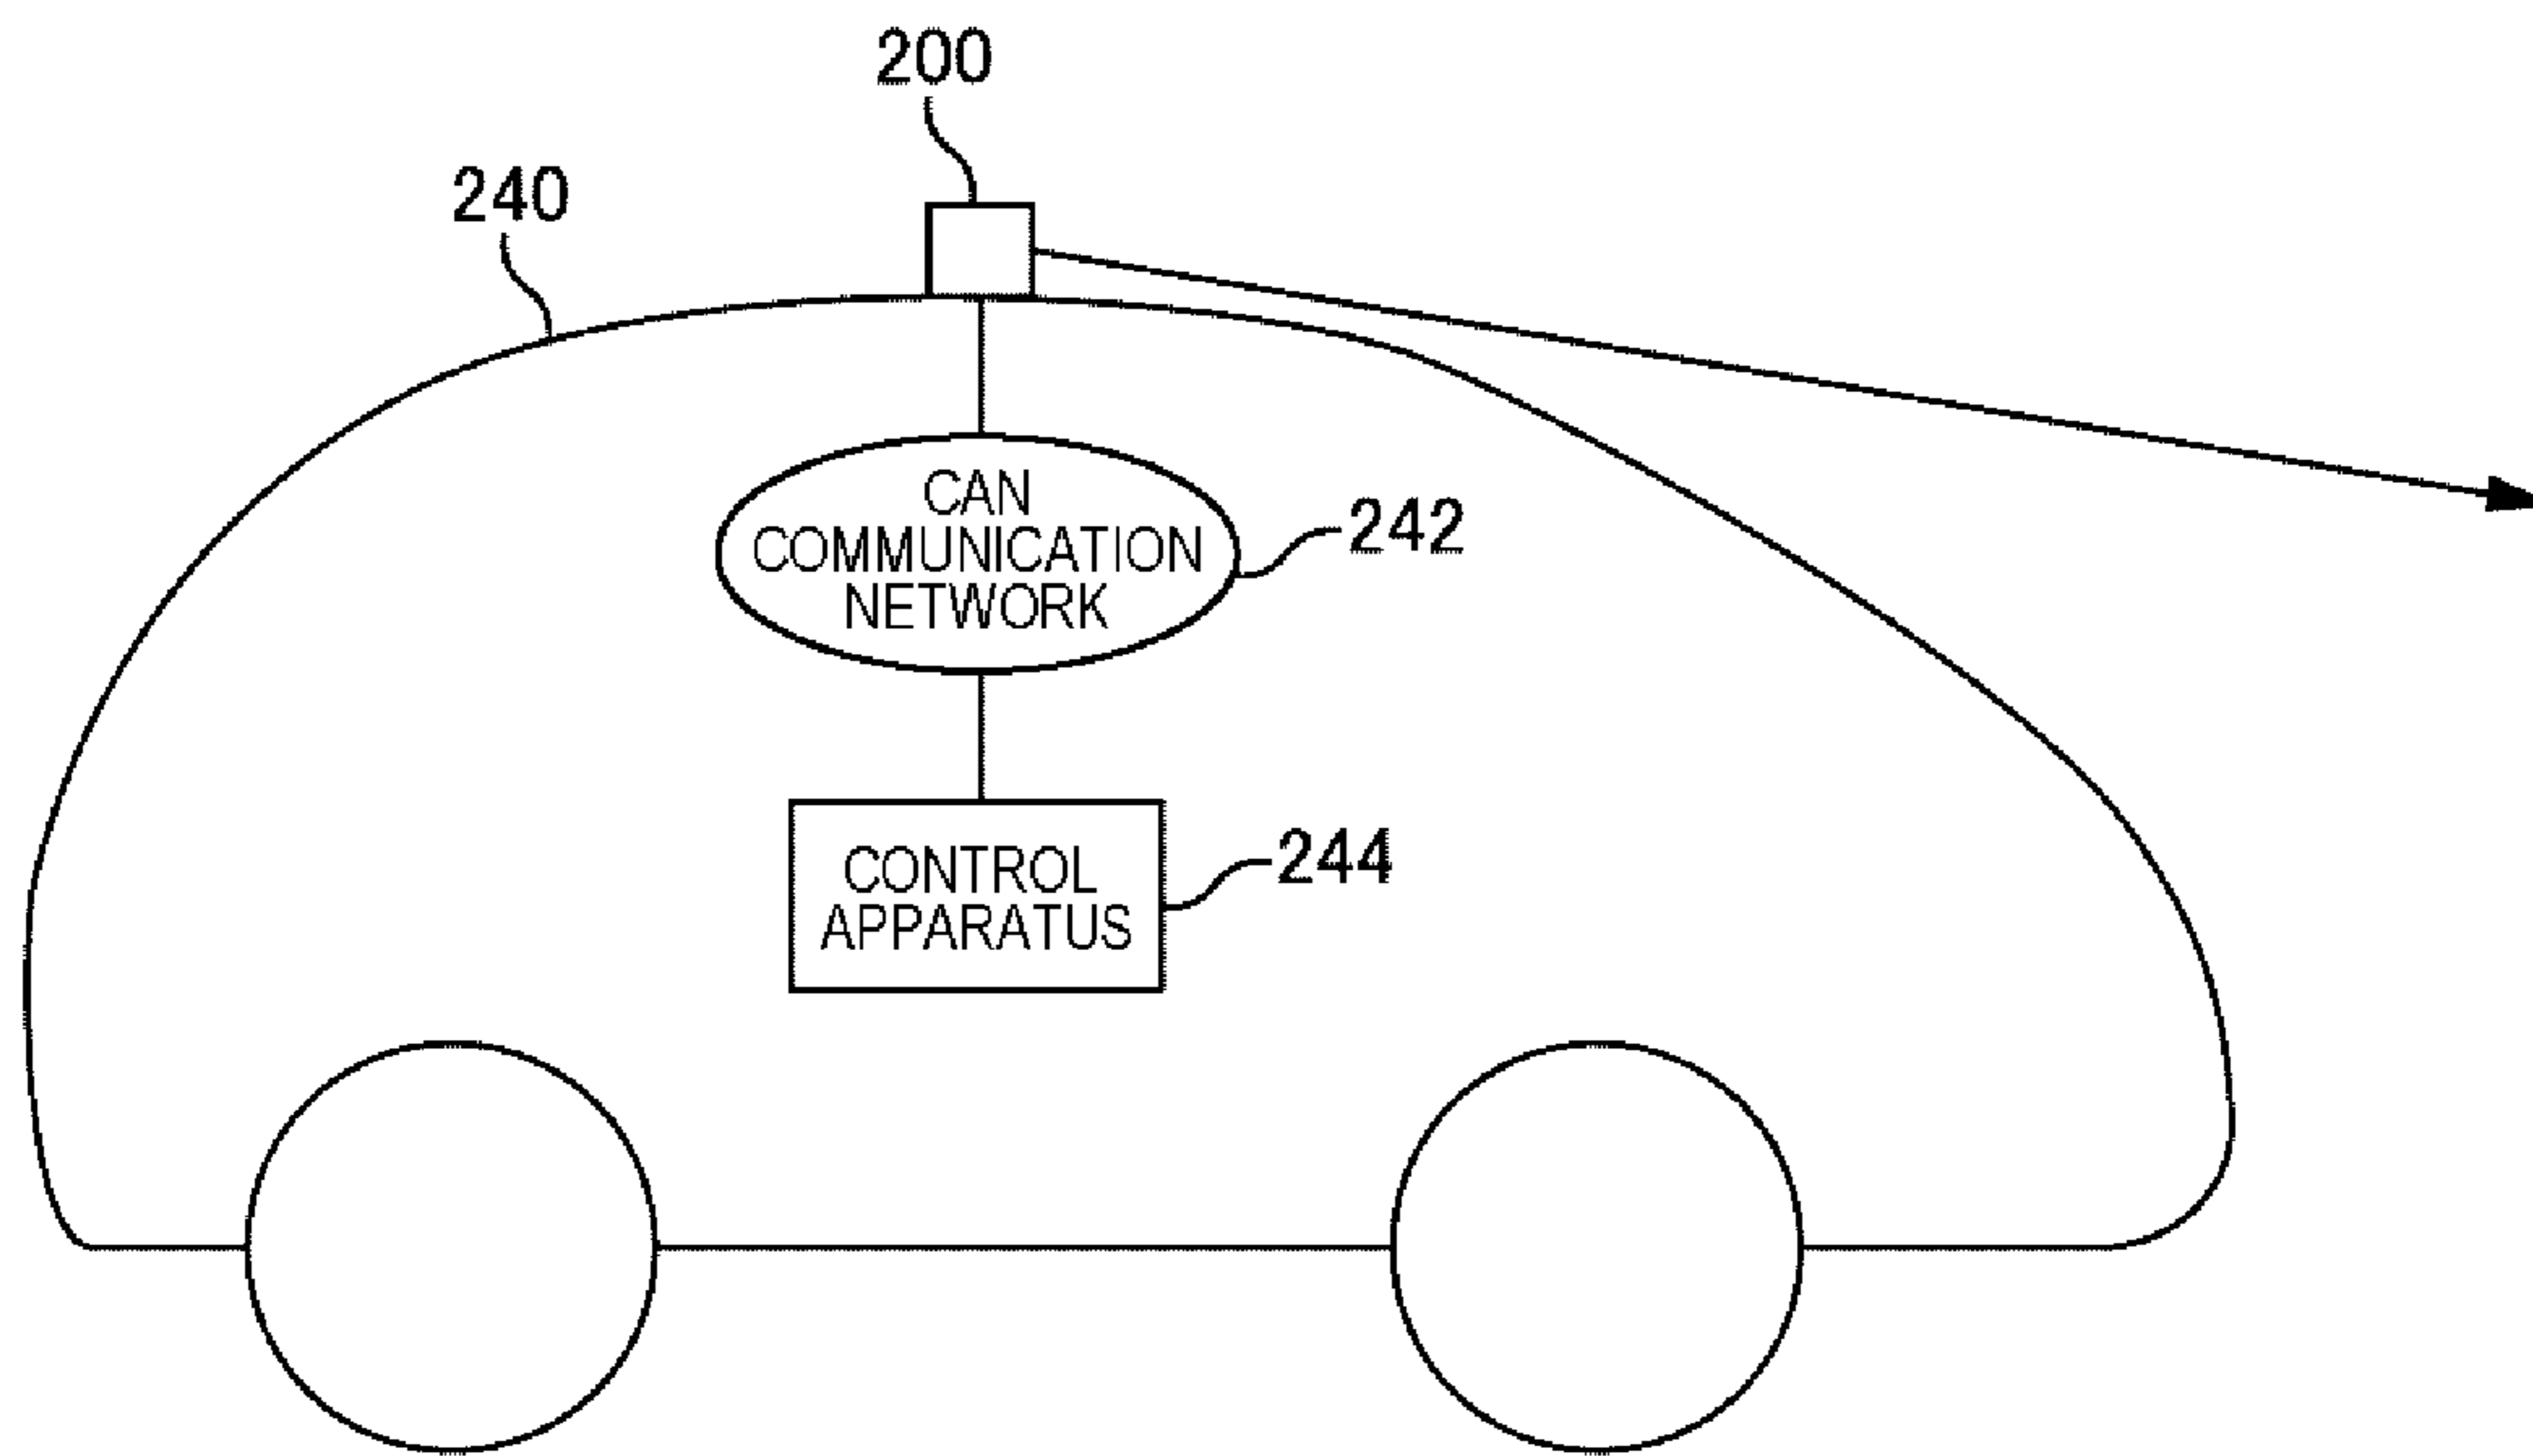 200
240
CAN
COMMUNICATION
NETWORK
242
CONTROL
APPARATUS
244